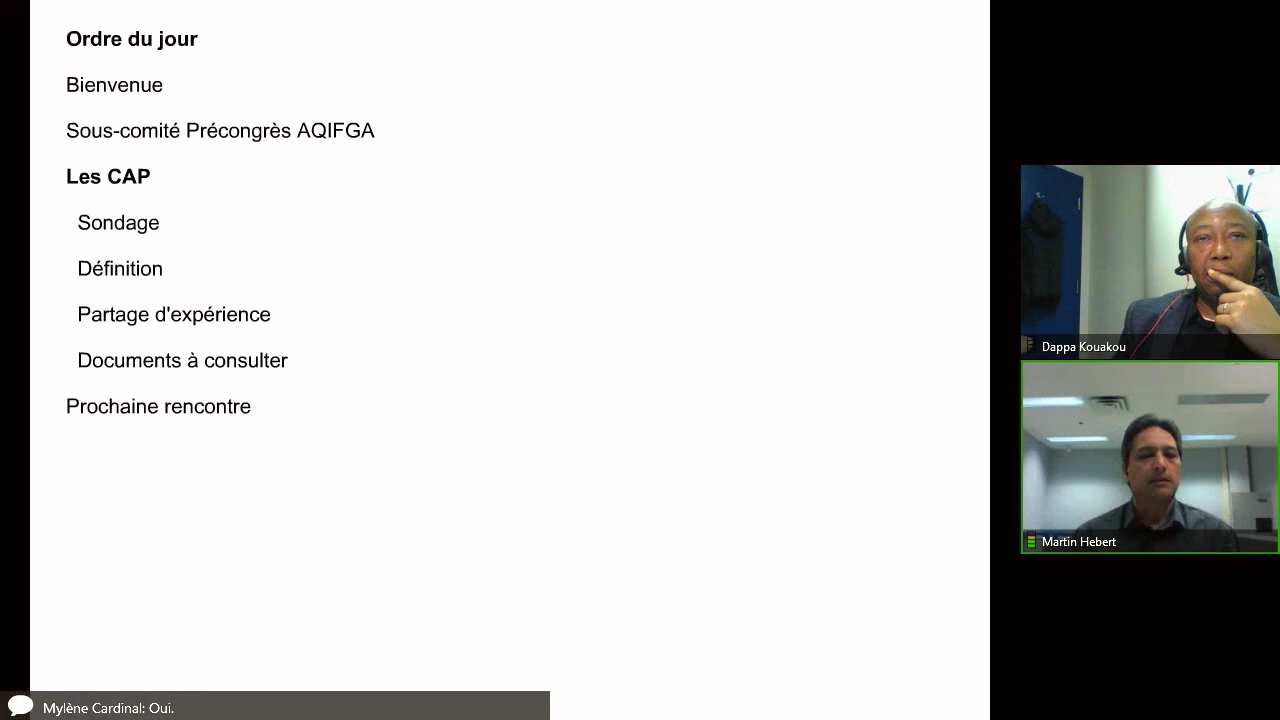 Ordre du jour
Bienvenue
Sous-comité Précongrès AQIFGA
Les CAP
Sondage
Définition
Partage d'expérience
Documents à consulter
Prochaine rencontre
Dappa Kouakou
Martin Hebert
Mylène Cardinal: Oui.